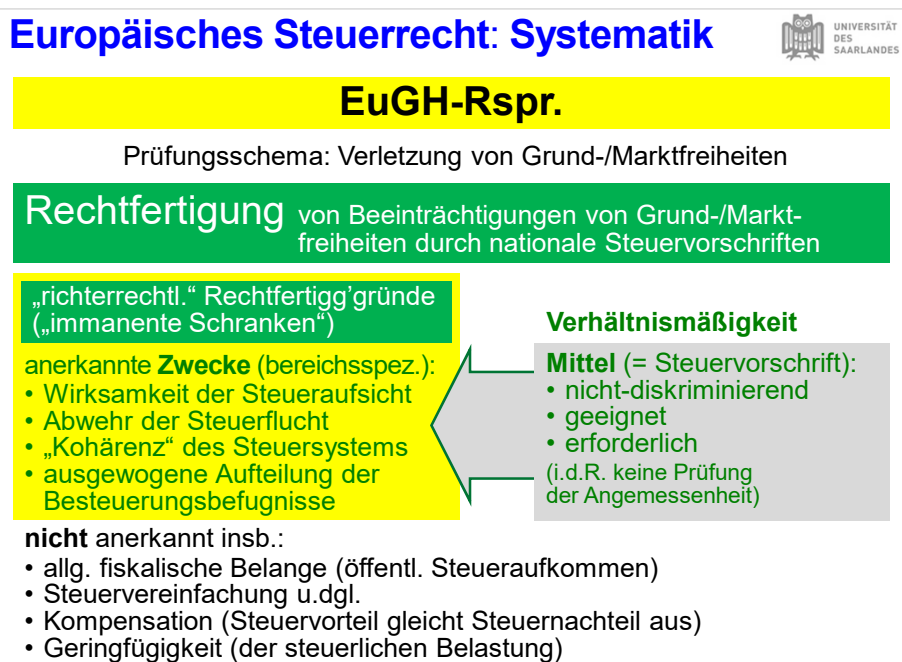 Europäisches Steuerrecht: Systematik
UNIVERSITÄT
DES
SAARLANDES
EuGH-Rspr.
Prüfungsschema: Verletzung von Grund-/Marktfreiheiten
Rechtfertigung von Beeinträchtigungen von Grund-/Markt-
freiheiten durch nationale Steuervorschriften
„richterrechtl.“ Rechtfertigg'gründe
(„immanente Schranken“)
anerkannte Zwecke (bereichsspez.):
• Wirksamkeit der Steueraufsicht
• Abwehr der Steuerflucht
• „Kohärenz“ des Steuersystems
• ausgewogene Aufteilung der
Besteuerungsbefugnisse
Verhältnismäßigkeit
Mittel (= Steuervorschrift):
• nicht-diskriminierend
• geeignet
• erforderlich
(i.d.R. keine Prüfung
der Angemessenheit)
nicht anerkannt insb.:
• allg. fiskalische Belange (öffentl. Steueraufkommen)
• Steuervereinfachung u.dgl.
• Kompensation (Steuervorteil gleicht Steuernachteil aus)
• Geringfügigkeit (der steuerlichen Belastung)